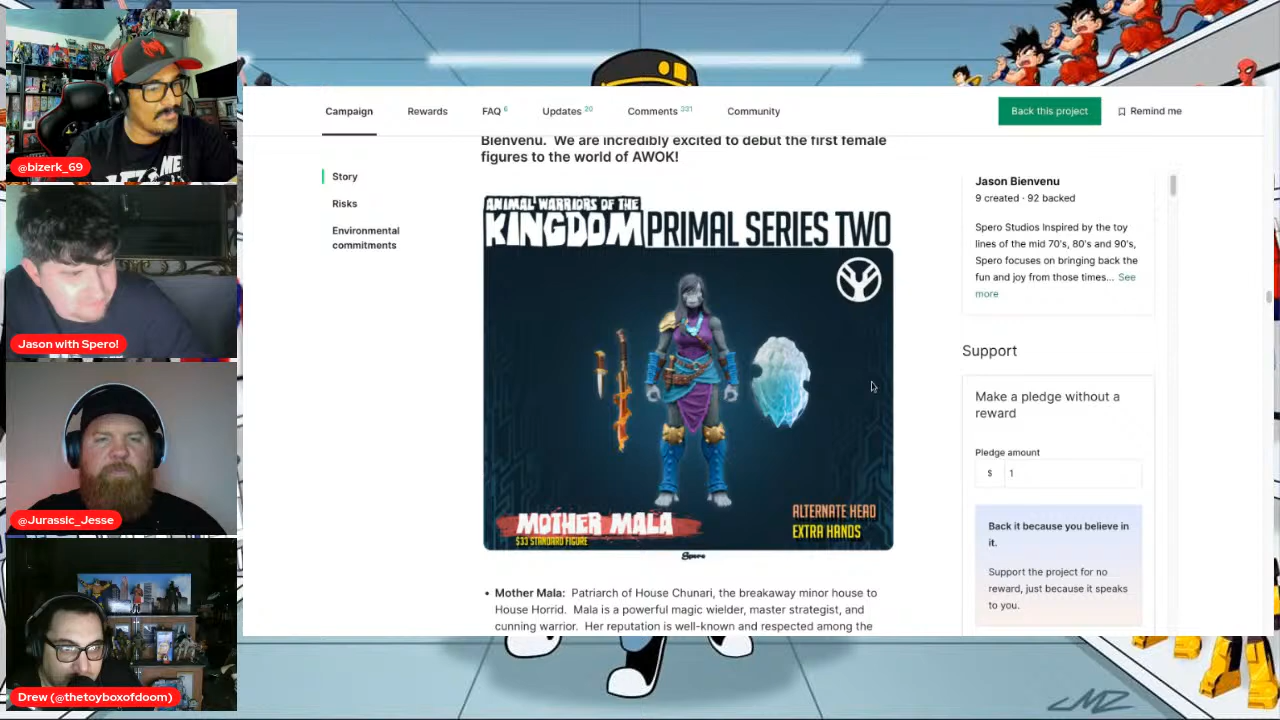 @bizerk_69
Jason with Spero!
@Jurassic_Jesse
Drew (@thetoyboxofdoom)
Campaign
Rewards
FAQ 6
Updates 20
Comments 331
Community
Back this project
Remind me
Story
Risks
Environmental
commitments
Bienvenu. We are incredibly excited to debut the first female
figures to the world of AWOK!
ANIMAL WARRIORS OF THE
KINGDOM PRIMAL SERIES TWO
MOTHER MALA
$33 STANDARD FIGURE
ALTERNATE HEAD
EXTRA HANDS
Spero
• Mother Mala: Patriarch of House Chunari, the breakaway minor house to
House Horrid. Mala is a powerful magic wielder, master strategist, and
cunning warrior. Her reputation is well-known and respected among the
Jason Bienvenu
9 created · 92 backed
Spero Studios Inspired by the toy
lines of the mid 70's, 80's and 90's,
Spero focuses on bringing back the
fun and joy from those times... See
more
Support
Make a pledge without a
reward
Pledge amount
$ 1
Back it because you believe in
it.
Support the project for no
reward, just because it speaks
to you.